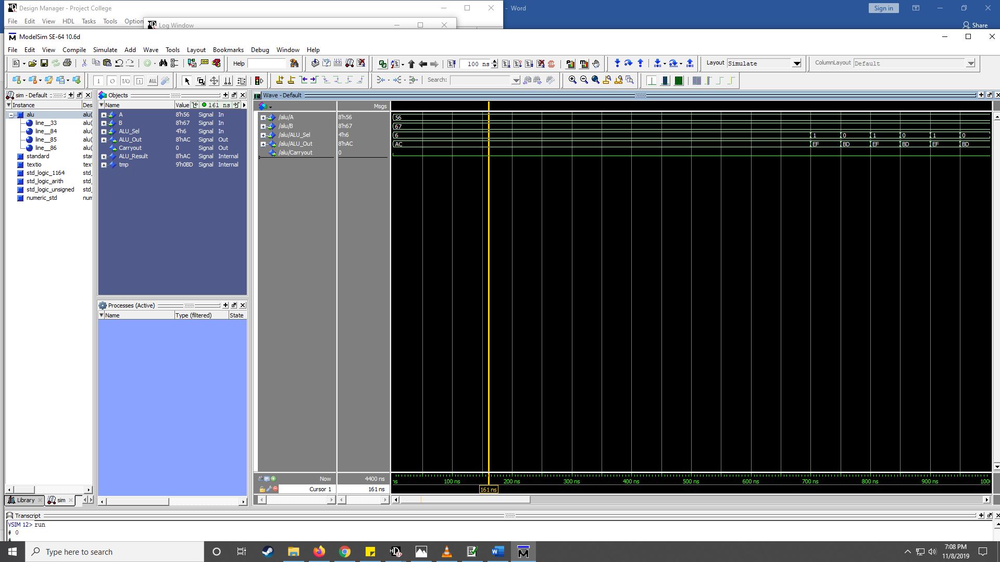 Design Manager - Project College
- Word
Sign in
File Edit View HDL Tasks Tools Option
Log Window
Share
ModelSim SE-64 10.6d
File Edit View Compile Simulate Add Wave Tools Layout Bookmarks Debug Window Help
Help
100 ns
Layout Simulate
ColumnLayout Default
Search:
sim - Default
Instance Des
alu alu(
line__33 alu(
line__84 alu(
line__85 alu(
line__86 alu(
standard star
textio text
std_logic_1164 std_
std_logic_arith std_
std_logic_unsigned std_
numeric_std num
Library
sim
Objects
Name Value 161 ns
A 8'h56 Signal In
B 8'h67 Signal In
ALU_Sel 4'h6 Signal In
ALU_Out 8'hAC Signal Out
Carryout 0 Signal Out
ALU_Result 8'hAC Signal Internal
tmp 9'h0BD Signal Internal
Processes (Active)
Name Type (filtered) State
Wave - Default
Msgs
/alu/A 8'h56 56
/alu/B 8'h67 67
/alu/ALU_Sel 4'h6 6 1 0 1 0 1 0
/alu/ALU_Out 8'hAC AC EF BD EF BD EF BD
/alu/Carryout 0
Now 4400 ns
ns 100 ns 200 ns 300 ns 400 ns 500 ns 600 ns 700 ns 800 ns 900 ns 100
Cursor 1 161 ns 161 ns
Transcript
VSIM 12> run
# 0
#
Type here to search
7:08 PM
11/8/2019